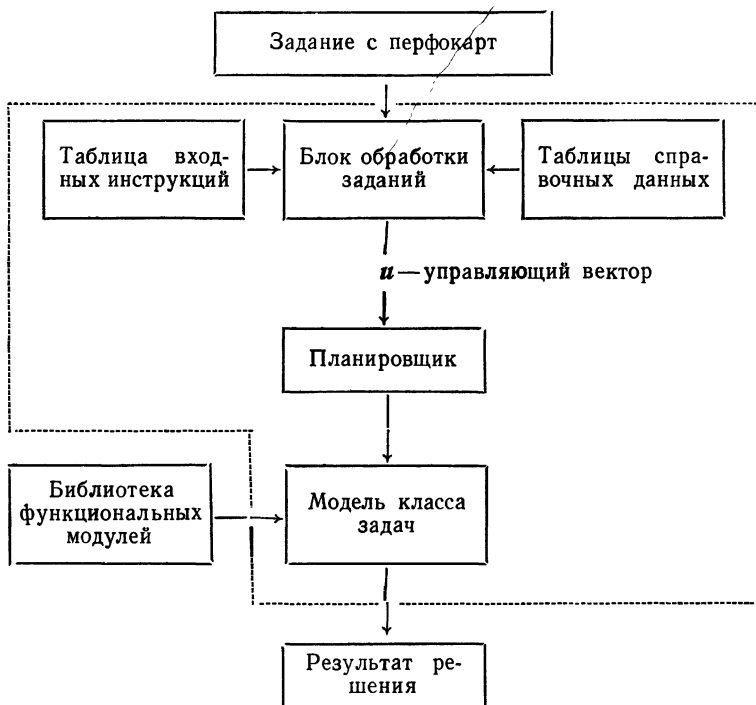 Задание с перфокарт
Таблица вход-
ных инструкций
Блок обработки
заданий
Таблицы спра-
вочных данных
u — управляющий вектор
Планировщик
Библиотека
функциональных
модулей
Модель класса
задач
Результат ре-
шения